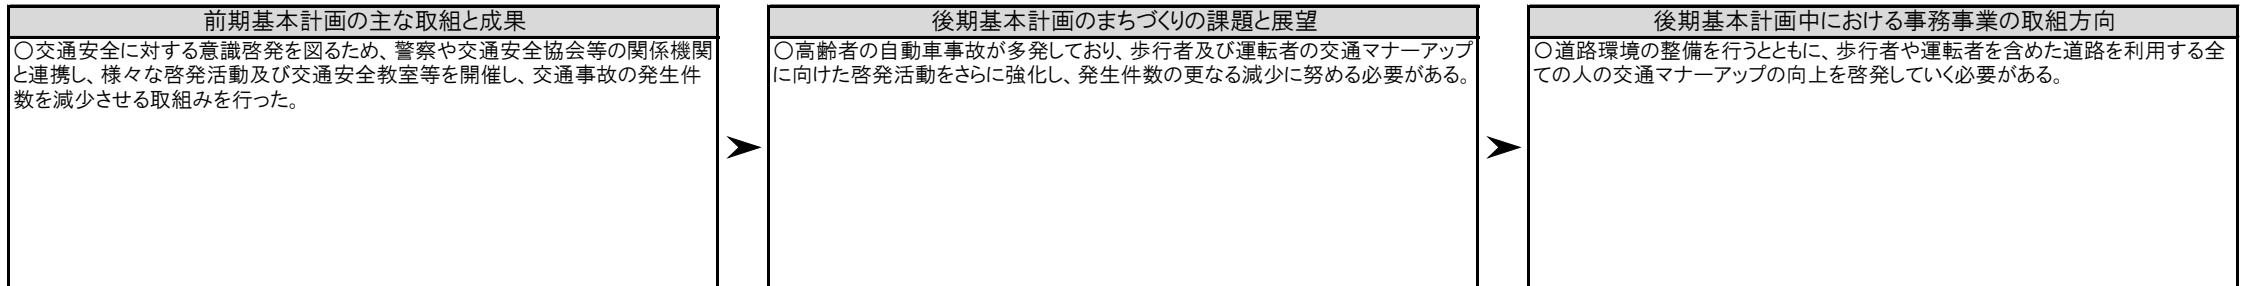 前期基本計画の主な取組と成果
〇交通安全に対する意識啓発を図るため、警察や交通安全協会等の関係機関
と連携し、様々な啓発活動及び交通安全教室等を開催し、交通事故の発生件
数を減少させる取組みを行った。
後期基本計画のまちづくりの課題と展望
〇高齢者の自動車事故が多発しており、歩行者及び運転者の交通マナーアップ
に向けた啓発活動をさらに強化し、発生件数の更なる減少に努める必要がある。
後期基本計画中における事務事業の取組方向
〇道路環境の整備を行うとともに、歩行者や運転者を含めた道路を利用する全
ての人の交通マナーアップの向上を啓発していく必要がある。